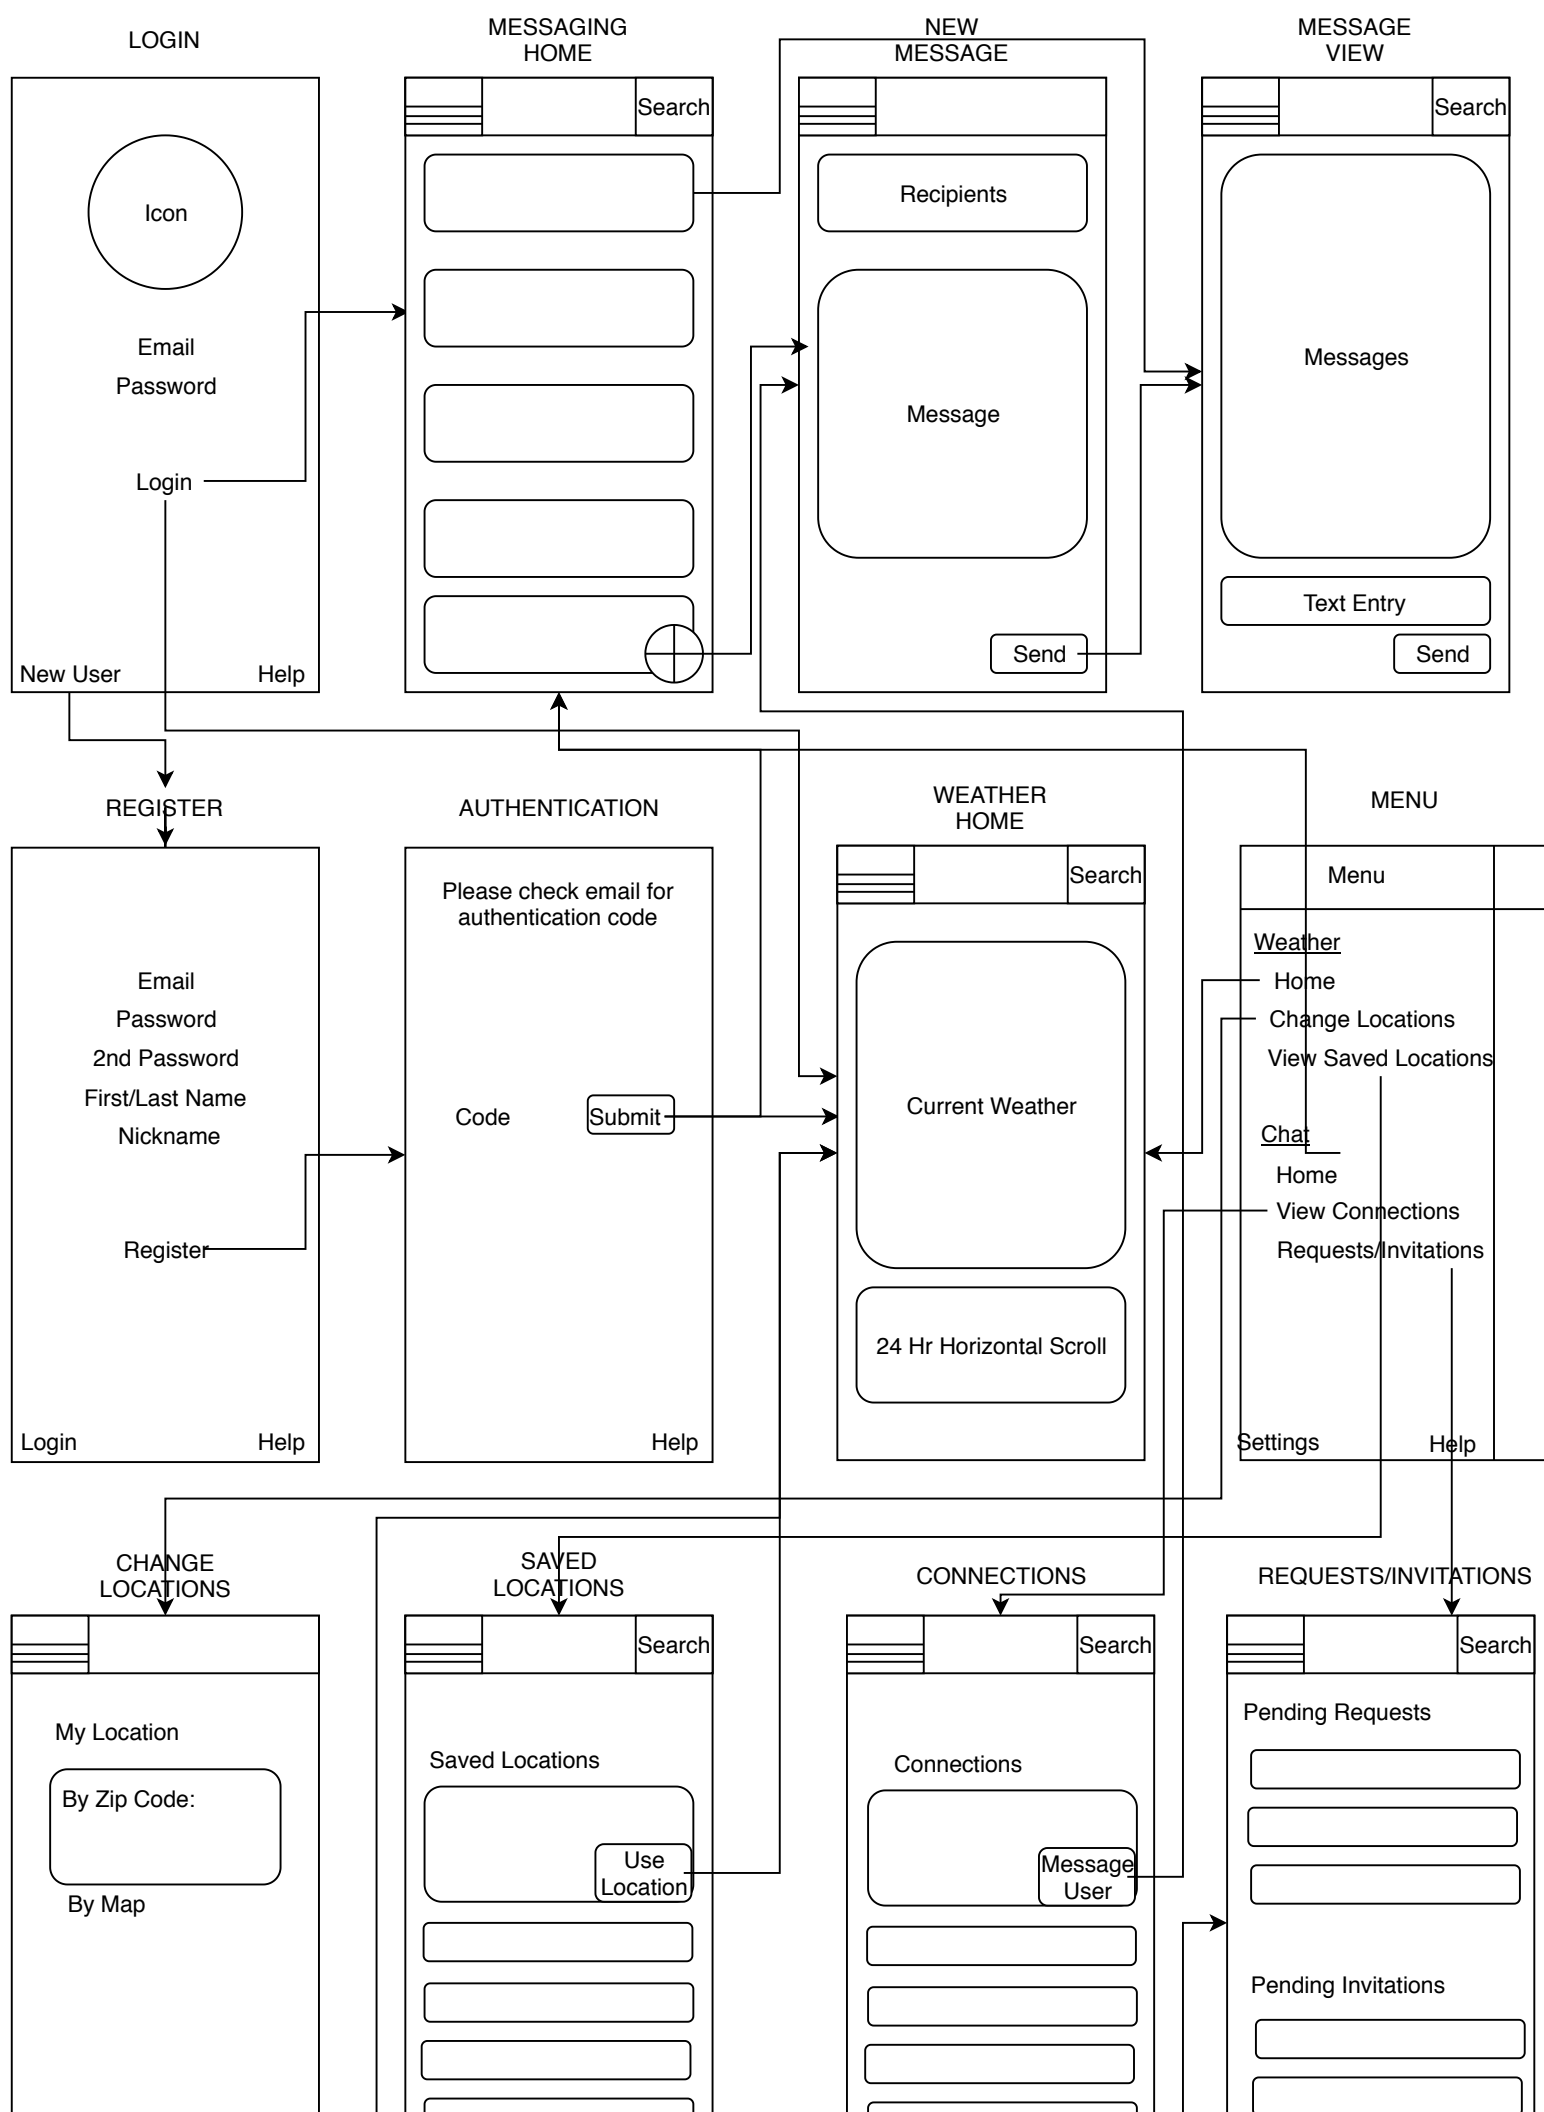 LOGIN
MESSAGING
HOME
NEW
MESSAGE
MESSAGE
VIEW
Icon
Email
Password
Login
New User
Help
Search
Recipients
Message
Send
Search
Messages
Text Entry
Send
REGISTER
AUTHENTICATION
WEATHER
HOME
MENU
Email
Password
2nd Password
First/Last Name
Nickname
Register
Login
Help
Please check email for
authentication code
Code
Submit
Help
Search
Current Weather
24 Hr Horizontal Scroll
Menu
Weather
Home
Change Locations
View Saved Locations
Chat
Home
View Connections
Requests/Invitations
Settings
Help
CHANGE
LOCATIONS
SAVED
LOCATIONS
CONNECTIONS
REQUESTS/INVITATIONS
My Location
By Zip Code:
By Map
Search
Saved Locations
Use
Location
Search
Connections
Message
User
Search
Pending Requests
Pending Invitations